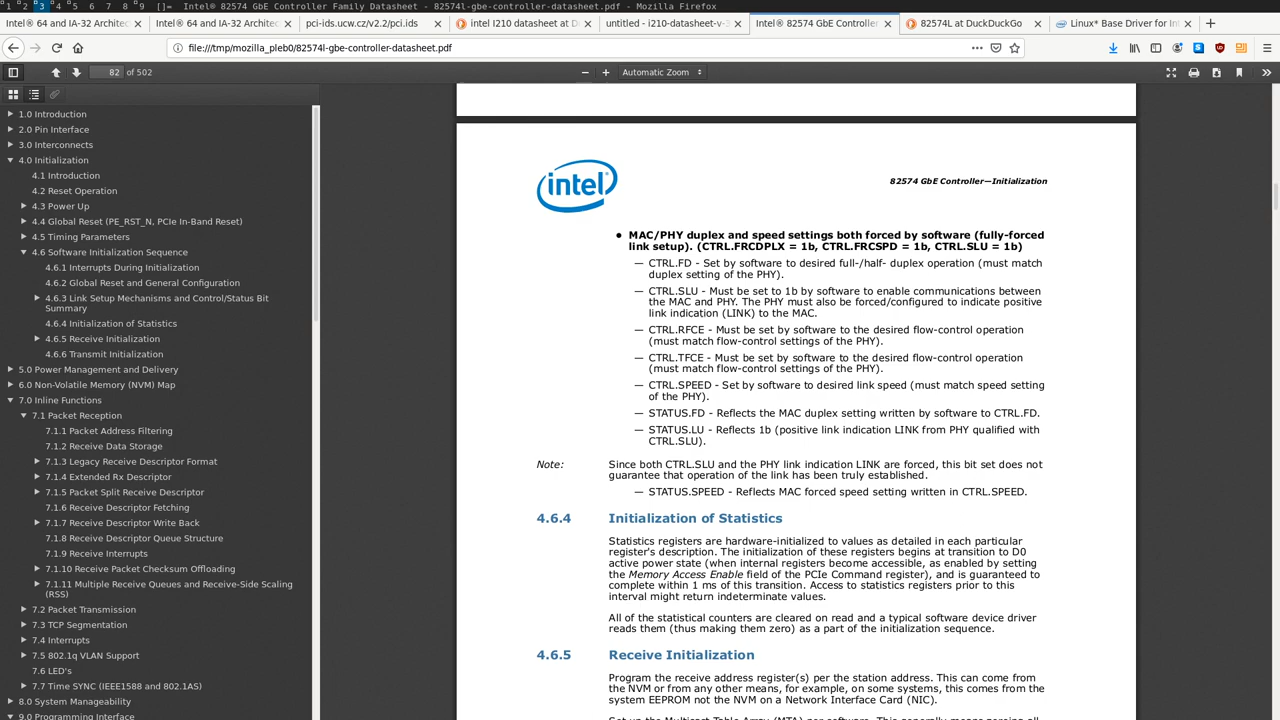 1 2 3 4 5 6 7 8 9 []= Intel® 82574 GbE Controller Family Datasheet - 82574l-gbe-controller-datasheet.pdf - Mozilla Firefox
Intel® 64 and IA-32 Architec Intel® 64 and IA-32 Architec pci-ids.ucw.cz/v2.2/pci.ids intel I210 datasheet at D untitled - i210-datasheet-v-3 Intel® 82574 GbE Controller 82574L at DuckDuckGo Linux* Base Driver for Int
file:///tmp/mozilla_pleb0/82574l-gbe-controller-datasheet.pdf
82 of 502 Automatic Zoom
1.0 Introduction
2.0 Pin Interface
3.0 Interconnects
4.0 Initialization
4.1 Introduction
4.2 Reset Operation
4.3 Power Up
4.4 Global Reset (PE_RST_N, PCIe In-Band Reset)
4.5 Timing Parameters
4.6 Software Initialization Sequence
4.6.1 Interrupts During Initialization
4.6.2 Global Reset and General Configuration
4.6.3 Link Setup Mechanisms and Control/Status Bit
Summary
4.6.4 Initialization of Statistics
4.6.5 Receive Initialization
4.6.6 Transmit Initialization
5.0 Power Management and Delivery
6.0 Non-Volatile Memory (NVM) Map
7.0 Inline Functions
7.1 Packet Reception
7.1.1 Packet Address Filtering
7.1.2 Receive Data Storage
7.1.3 Legacy Receive Descriptor Format
7.1.4 Extended Rx Descriptor
7.1.5 Packet Split Receive Descriptor
7.1.6 Receive Descriptor Fetching
7.1.7 Receive Descriptor Write Back
7.1.8 Receive Descriptor Queue Structure
7.1.9 Receive Interrupts
7.1.10 Receive Packet Checksum Offloading
7.1.11 Multiple Receive Queues and Receive-Side Scaling
(RSS)
7.2 Packet Transmission
7.3 TCP Segmentation
7.4 Interrupts
7.5 802.1q VLAN Support
7.6 LED's
7.7 Time SYNC (IEEE1588 and 802.1AS)
8.0 System Manageability
9.0 Programming Interface
intel
82574 GbE Controller—Initialization
• MAC/PHY duplex and speed settings both forced by software (fully-forced
link setup). (CTRL.FRCDPLX = 1b, CTRL.FRCSPD = 1b, CTRL.SLU = 1b)
— CTRL.FD - Set by software to desired full-/half- duplex operation (must match
duplex setting of the PHY).
— CTRL.SLU - Must be set to 1b by software to enable communications between
the MAC and PHY. The PHY must also be forced/configured to indicate positive
link indication (LINK) to the MAC.
— CTRL.RFCE - Must be set by software to the desired flow-control operation
(must match flow-control settings of the PHY).
— CTRL.TFCE - Must be set by software to the desired flow-control operation
(must match flow-control settings of the PHY).
— CTRL.SPEED - Set by software to desired link speed (must match speed setting
of the PHY).
— STATUS.FD - Reflects the MAC duplex setting written by software to CTRL.FD.
— STATUS.LU - Reflects 1b (positive link indication LINK from PHY qualified with
CTRL.SLU).
Note: Since both CTRL.SLU and the PHY link indication LINK are forced, this bit set does not
guarantee that operation of the link has been truly established.
— STATUS.SPEED - Reflects MAC forced speed setting written in CTRL.SPEED.
4.6.4 Initialization of Statistics
Statistics registers are hardware-initialized to values as detailed in each particular
register's description. The initialization of these registers begins at transition to D0
active power state (when internal registers become accessible, as enabled by setting
the Memory Access Enable field of the PCIe Command register), and is guaranteed to
complete within 1 ms of this transition. Access to statistics registers prior to this
interval might return indeterminate values.
All of the statistical counters are cleared on read and a typical software device driver
reads them (thus making them zero) as a part of the initialization sequence.
4.6.5 Receive Initialization
Program the receive address register(s) per the station address. This can come from
the NVM or from any other means, for example, on some systems, this comes from the
system EEPROM not the NVM on a Network Interface Card (NIC).